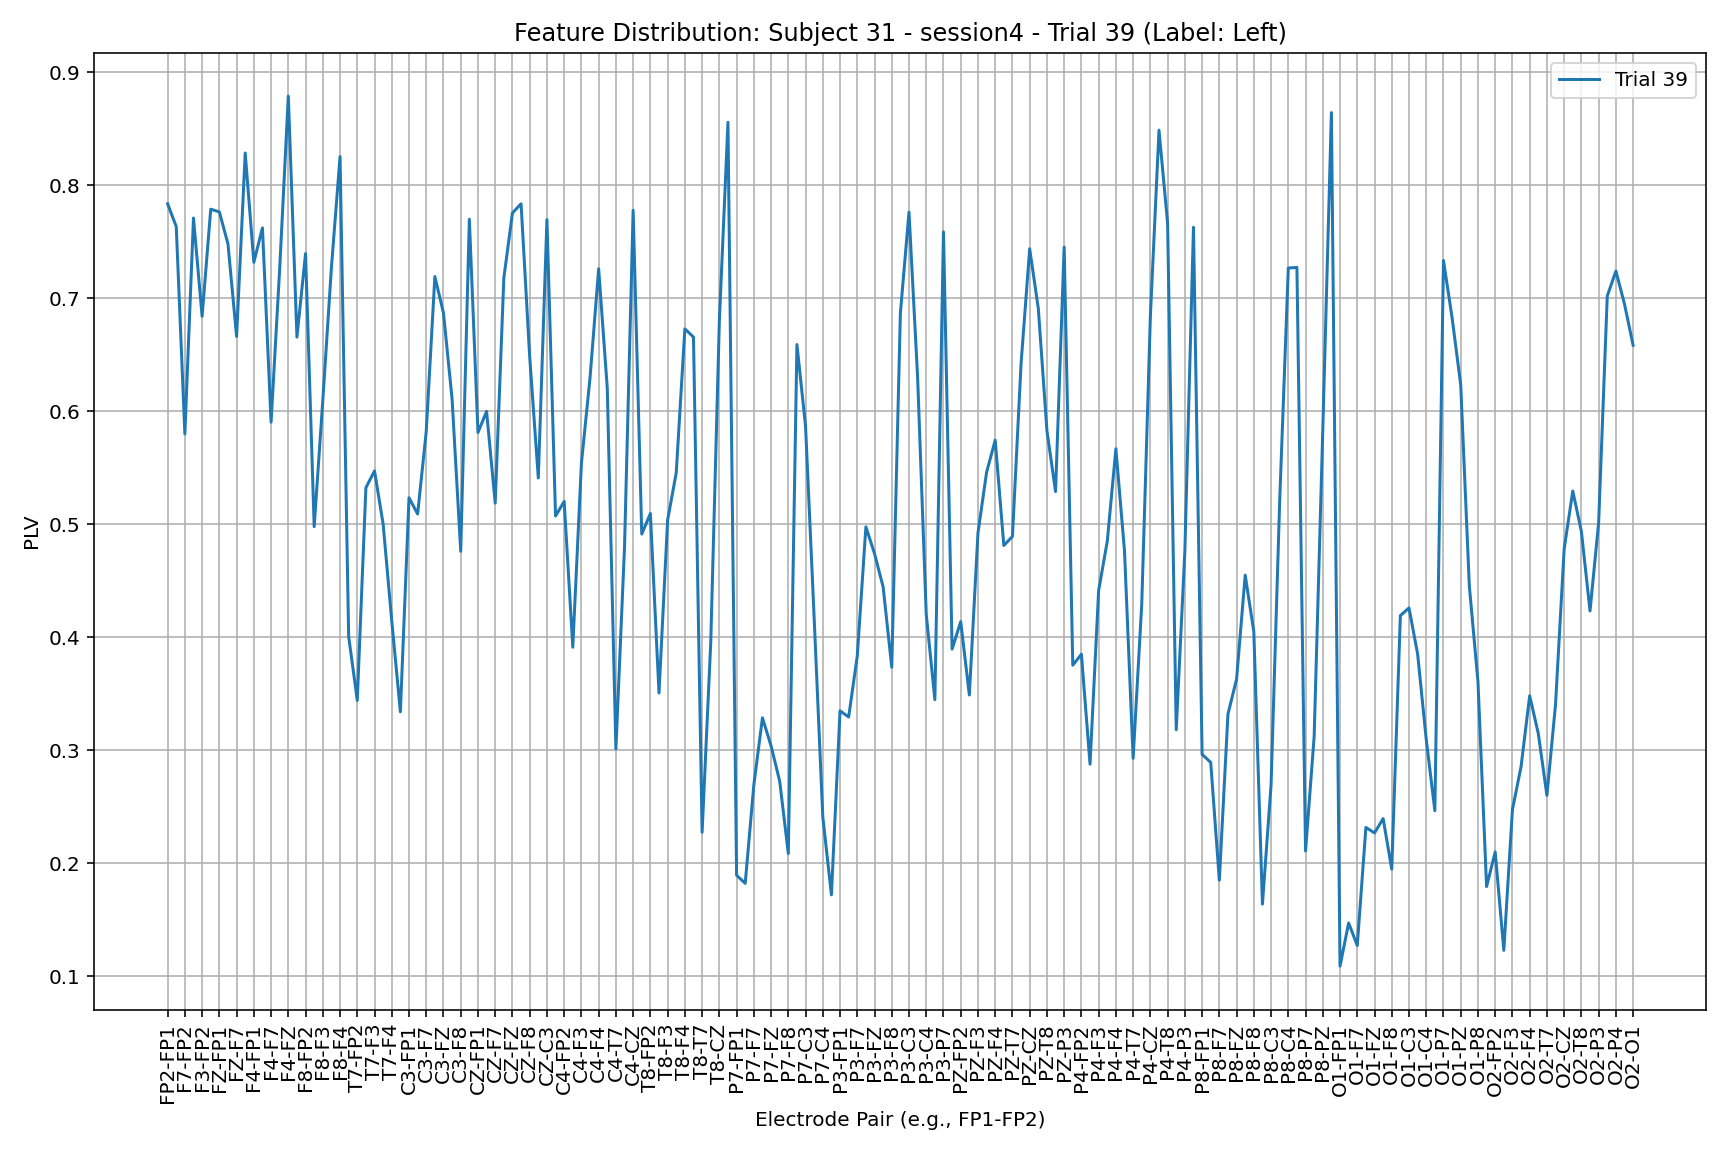 Feature Distribution: Subject 31 - session4 - Trial 39 (Label: Left)
Trial 39
PLV
0.9
0.8
0.7
0.6
0.5
0.4
0.3
0.2
0.1
FP2-FP1
F7-FP2
F3-FP2
FZ-FP1
FZ-F7
F4-FP1
F4-F7
F4-FZ
F8-FP2
F8-F3
F8-F4
T7-FP2
T7-F3
T7-F4
C3-FP1
C3-F7
C3-FZ
C3-F8
CZ-FP1
CZ-F7
CZ-FZ
CZ-F8
CZ-C3
C4-FP2
C4-F3
C4-F4
C4-T7
C4-CZ
T8-FP2
T8-F3
T8-F4
T8-T7
T8-CZ
P7-FP1
P7-F7
P7-FZ
P7-F8
P7-C3
P7-C4
P3-FP1
P3-F7
P3-FZ
P3-F8
P3-C3
P3-C4
P3-P7
PZ-FP2
PZ-F3
PZ-F4
PZ-T7
PZ-CZ
PZ-T8
PZ-P3
P4-FP2
P4-F3
P4-F4
P4-T7
P4-CZ
P4-T8
P4-P3
P8-FP1
P8-F7
P8-FZ
P8-F8
P8-C3
P8-C4
P8-P7
P8-PZ
O1-FP1
O1-F7
O1-FZ
O1-F8
O1-C3
O1-C4
O1-P7
O1-PZ
O1-P8
O2-FP2
O2-F3
O2-F4
O2-T7
O2-CZ
O2-T8
O2-P3
O2-P4
O2-O1
Electrode Pair (e.g., FP1-FP2)